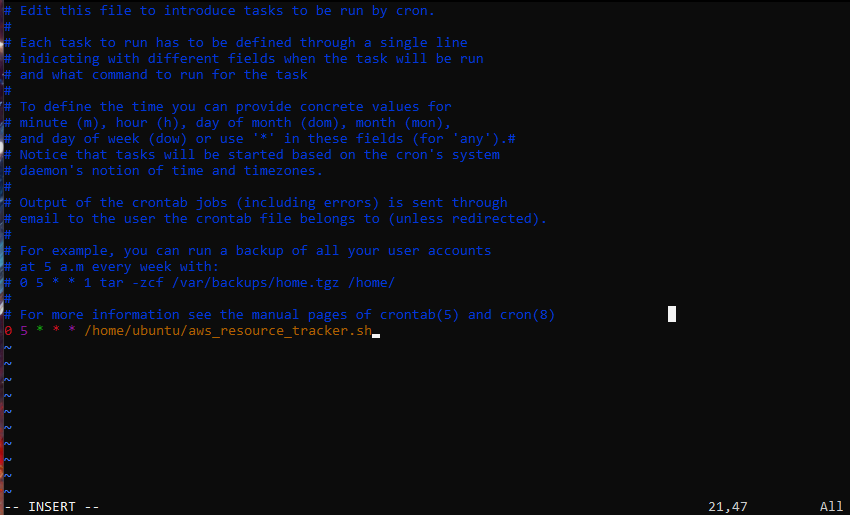 # Edit this file to introduce tasks to be run by cron.
#
# Each task to run has to be defined through a single line
# indicating with different fields when the task will be run
# and what command to run for the task
#
# To define the time you can provide concrete values for
# minute (m), hour (h), day of month (dom), month (mon),
# and day of week (dow) or use '*' in these fields (for 'any').#
# Notice that tasks will be started based on the cron's system
# daemon's notion of time and timezones.
#
# Output of the crontab jobs (including errors) is sent through
# email to the user the crontab file belongs to (unless redirected).
#
# For example, you can run a backup of all your user accounts
# at 5 a.m every week with:
# 0 5 * * 1 tar -zcf /var/backups/home.tgz /home/
#
# For more information see the manual pages of crontab(5) and cron(8)
0 5 * * * /home/ubuntu/aws_resource_tracker.sh
~
~
~
~
~
~
~
~
~
~
-- INSERT -- 21,47 All